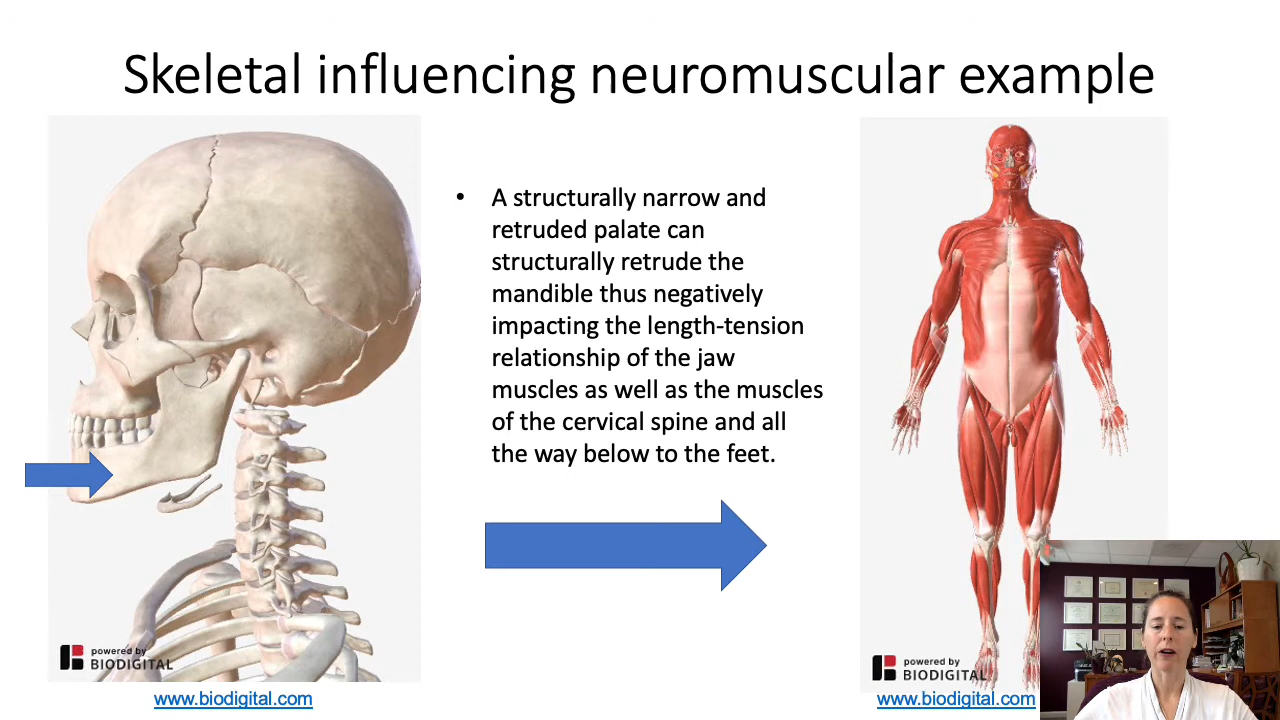 Skeletal influencing neuromuscular example
• A structurally narrow and
retruded palate can
structurally retrude the
mandible thus negatively
impacting the length-tension
relationship of the jaw
muscles as well as the muscles
of the cervical spine and all
the way below to the feet.
powered by
BIODIGITAL
www.biodigital.com
powered by
BIODIGITAL
www.biodigital.com